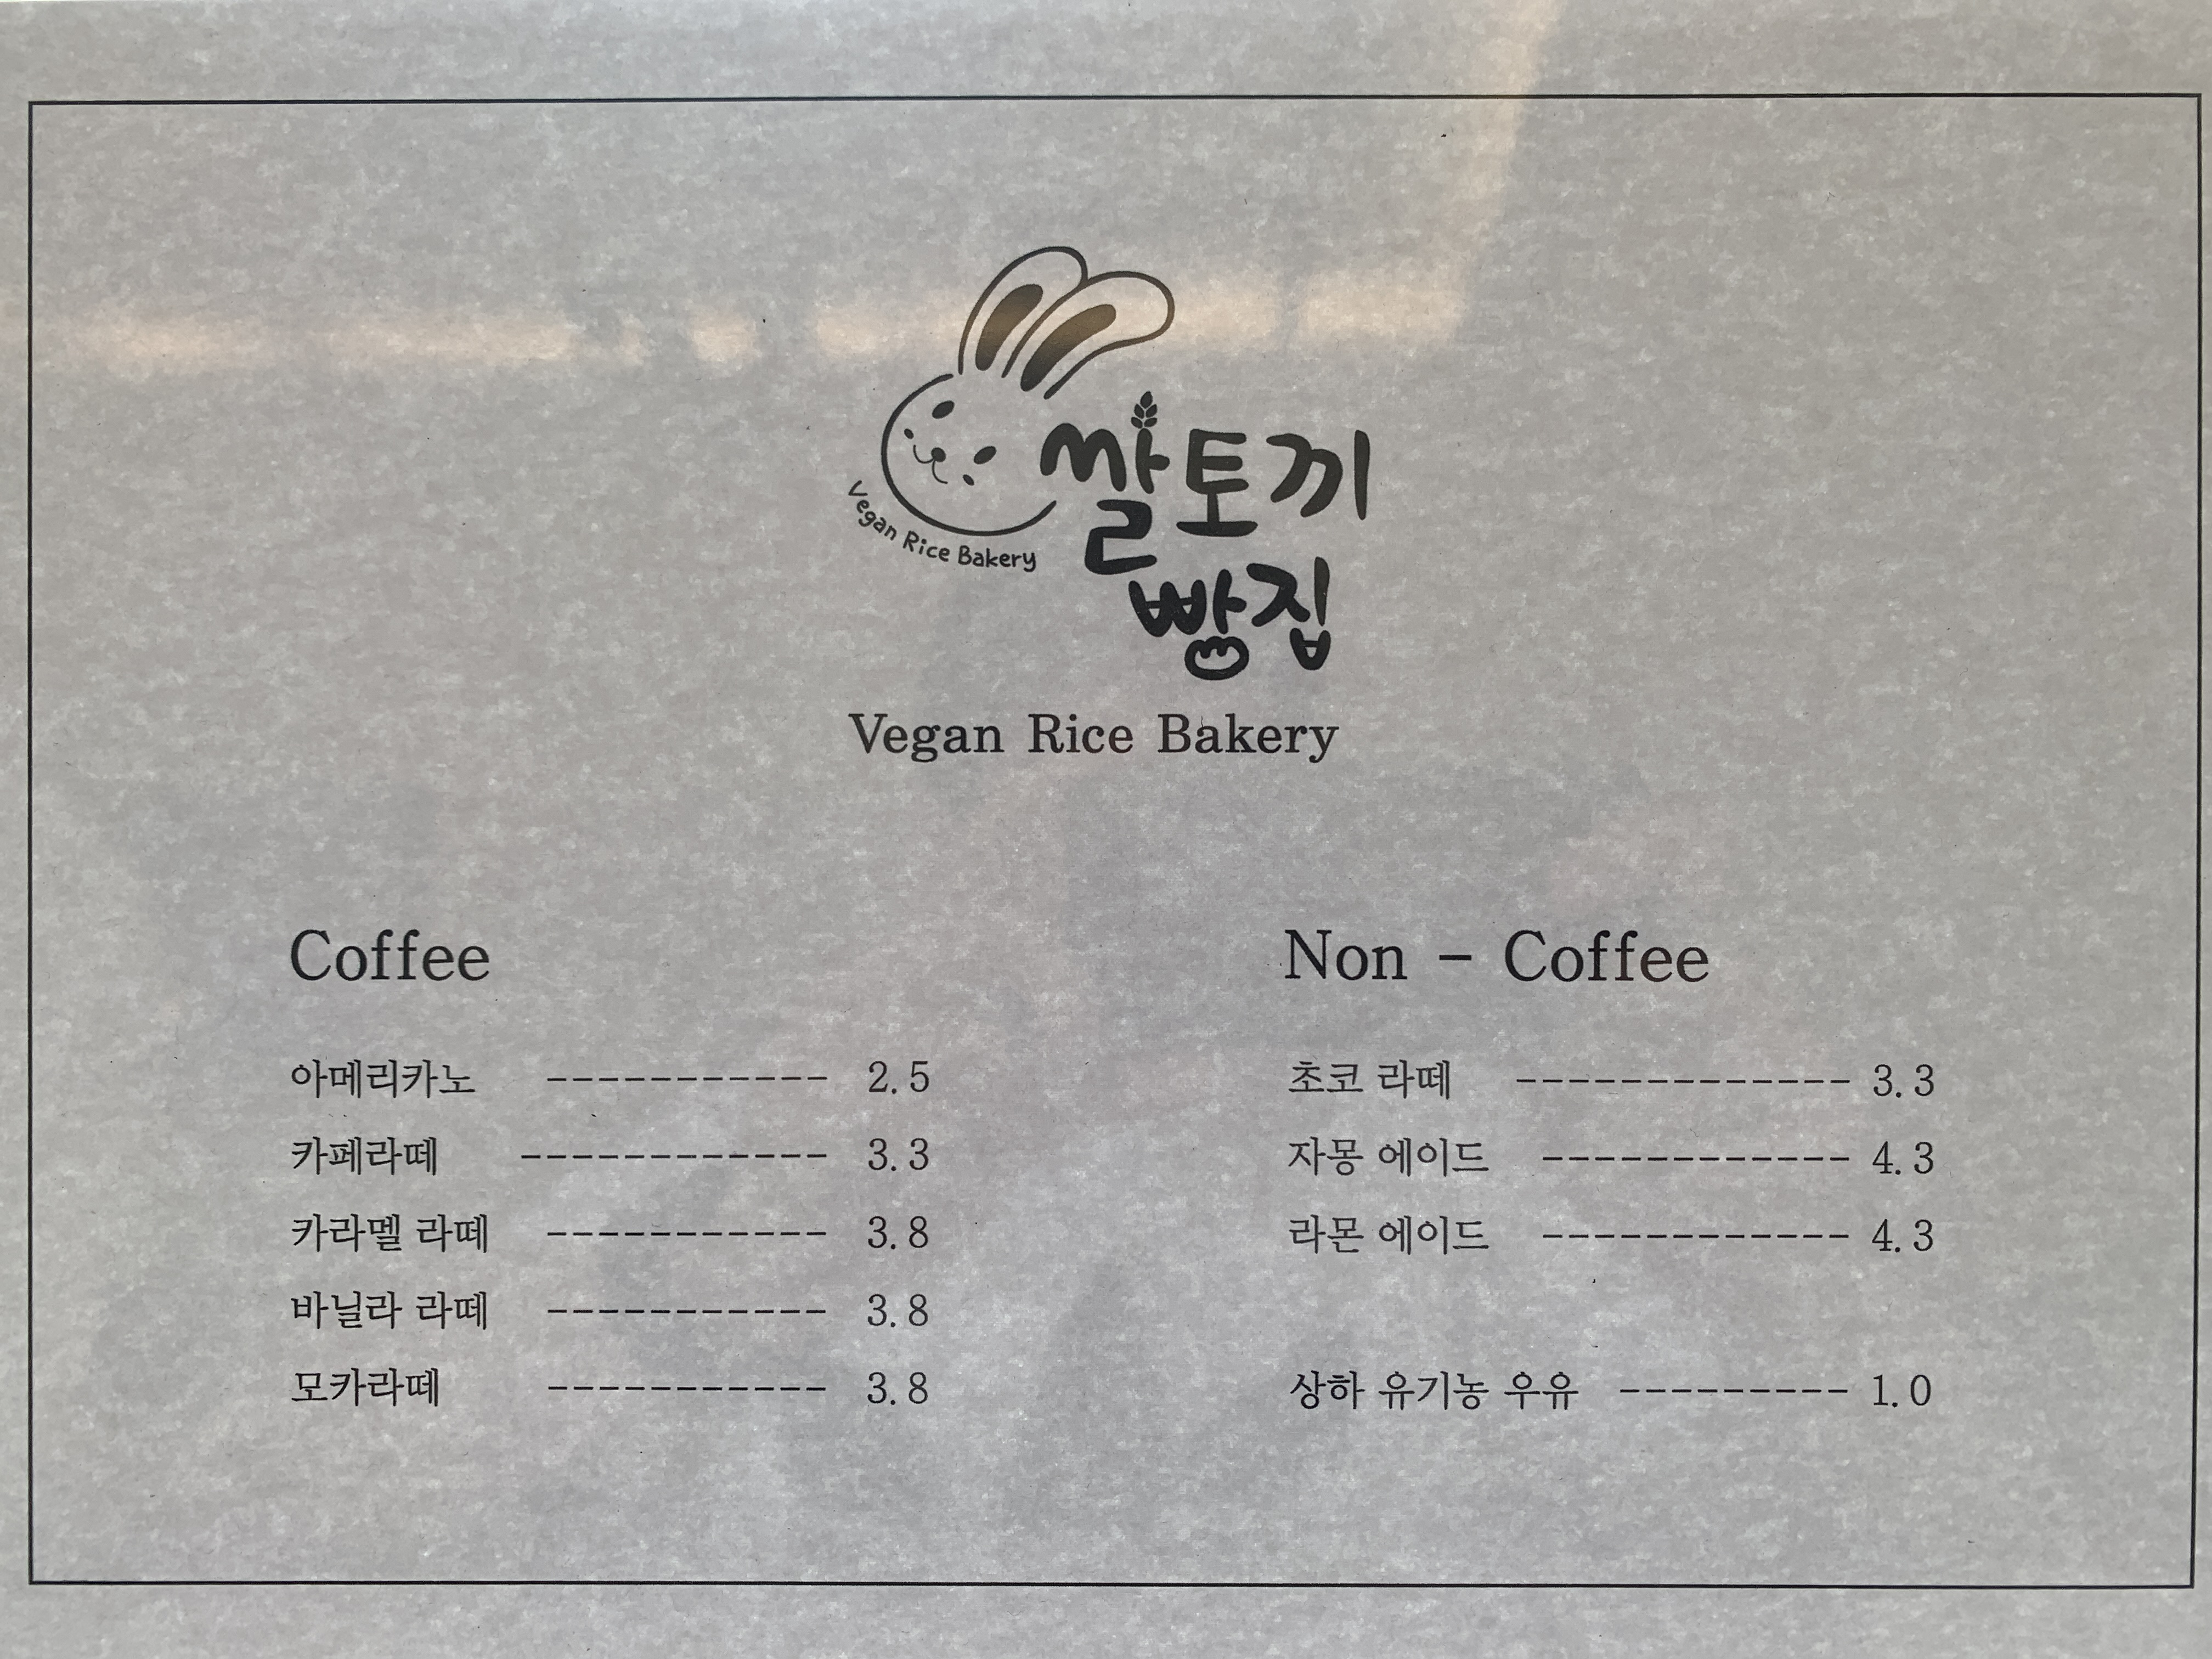 쌀토끼
빵집
Vegan Rice Bakery
Vegan Rice Bakery
Coffee
아메리카노 ----------- 2.5
카페라떼 ------------ 3.3
카라멜 라떼 ----------- 3.8
바닐라 라떼 ----------- 3.8
모카라떼 ----------- 3.8
Non - Coffee
초코 라떼 ------------- 3.3
자몽 에이드 ------------ 4.3
라몬 에이드 ------------ 4.3
상하 유기농 우유 --------- 1.0